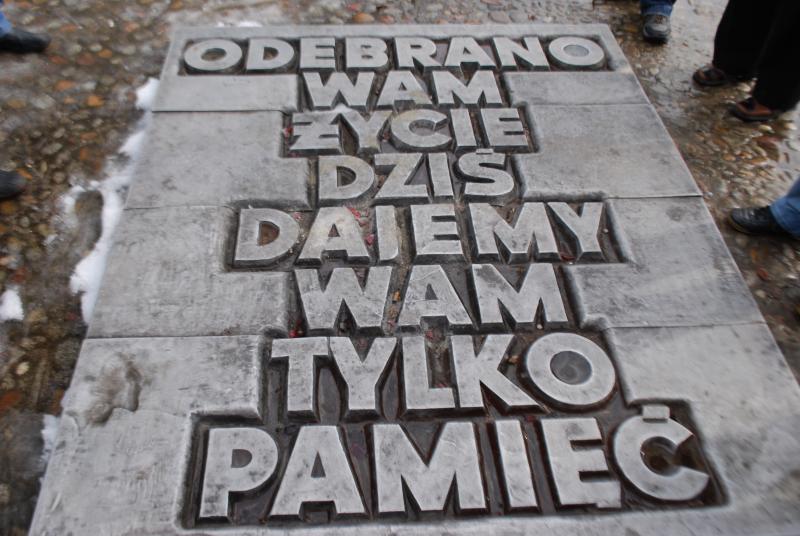 ODEBRANO
WAM
ŻYCIE
DZIŚ
DAJEMY
WAM
TYLKO
PAMIĘĆ